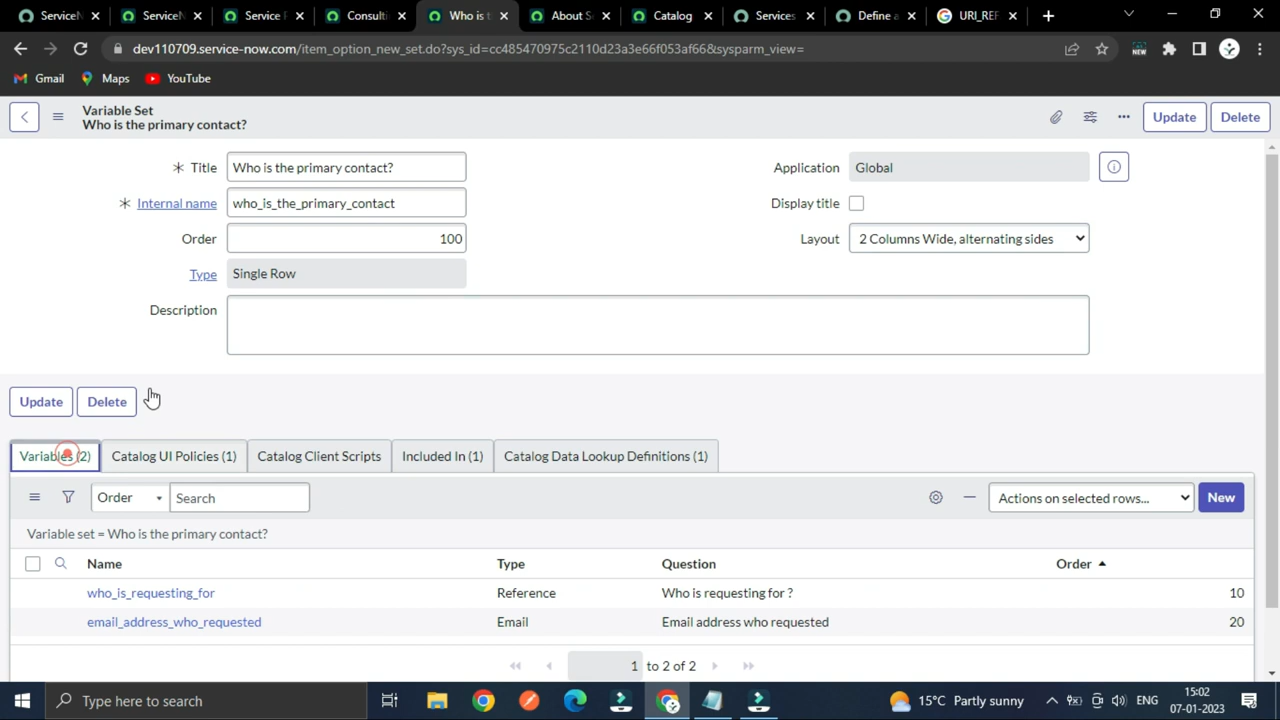 ServiceN
ServiceN
Service P
Consulti
Who is t
About S
Catalog
Services
Define a
URI_REF
dev110709.service-now.com/item_option_new_set.do?sys_id=cc485470975c2110d23a3e66f053af66&sysparm_view=
NEW
Gmail
Maps
YouTube
Variable Set
Who is the primary contact?
Update
Delete
Title
Who is the primary contact?
Application
Global
Internal name
who_is_the_primary_contact
Display title
Order
100
Layout
2 Columns Wide, alternating sides
Type
Single Row
Description
Update
Delete
Variables (2)
Catalog UI Policies (1)
Catalog Client Scripts
Included In (1)
Catalog Data Lookup Definitions (1)
Order
Search
Actions on selected rows...
New
Variable set = Who is the primary contact?
Name
Type
Question
Order
who_is_requesting_for
Reference
Who is requesting for ?
10
email_address_who_requested
Email
Email address who requested
20
1 to 2 of 2
Type here to search
15°C Partly sunny
ENG
15:02
07-01-2023